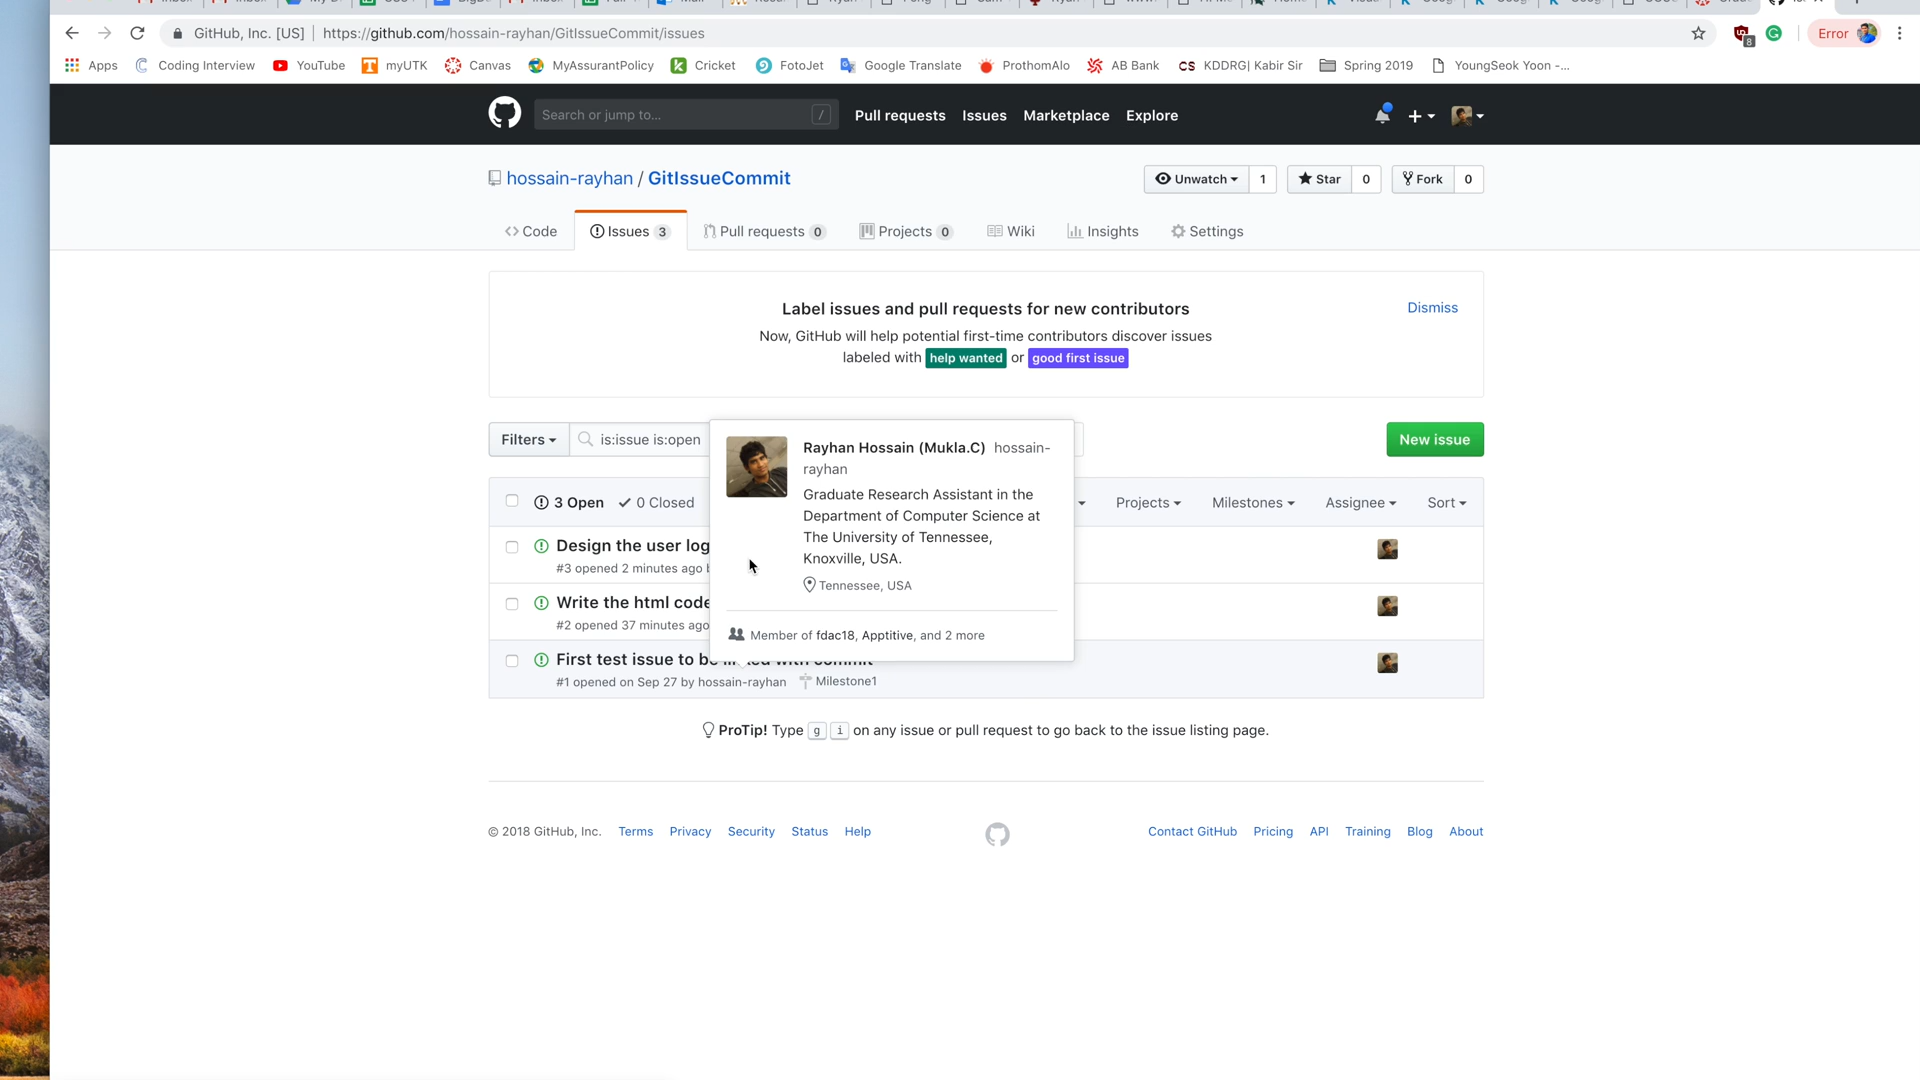 GitHub, Inc. [US] | https://github.com/hossain-rayhan/GitIssueCommit/issues
Error
8
Apps Coding Interview YouTube myUTK Canvas MyAssurantPolicy Cricket FotoJet Google Translate ProthomAlo AB Bank CS KDDRG| Kabir Sir Spring 2019 YoungSeok Yoon -...
Search or jump to... / Pull requests Issues Marketplace Explore
hossain-rayhan / GitIssueCommit
Unwatch 1 Star 0 Fork 0
Code Issues 3 Pull requests 0 Projects 0 Wiki Insights Settings
Label issues and pull requests for new contributors
Dismiss
Now, GitHub will help potential first-time contributors discover issues
labeled with help wanted or good first issue
Filters is:issue is:open New issue
Rayhan Hossain (Mukla.C) hossain-
rayhan
Graduate Research Assistant in the
Department of Computer Science at
The University of Tennessee,
Knoxville, USA.
Tennessee, USA
Member of fdac18, Apptitive, and 2 more
3 Open 0 Closed Projects Milestones Assignee Sort
Design the user log
#3 opened 2 minutes ago
Write the html code
#2 opened 37 minutes ago
First test issue to be linked with commit
#1 opened on Sep 27 by hossain-rayhan Milestone1
ProTip! Type g i on any issue or pull request to go back to the issue listing page.
© 2018 GitHub, Inc. Terms Privacy Security Status Help Contact GitHub Pricing API Training Blog About